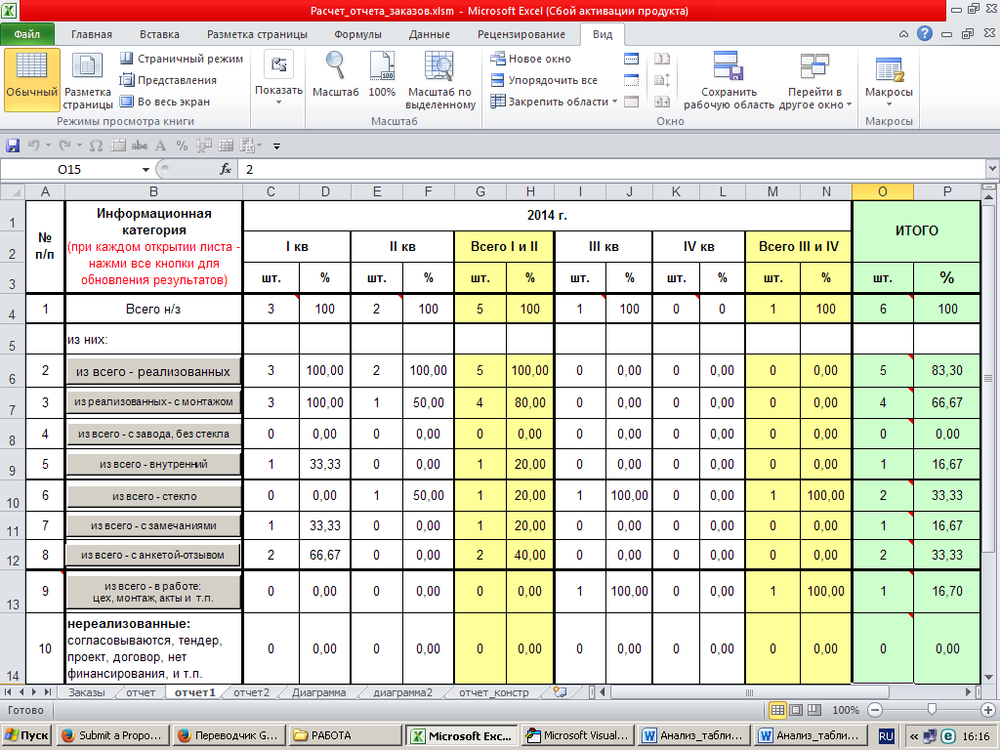 Расчет_отчета_заказов.xlsm - Microsoft Excel (Сбой активации продукта)
Файл Главная Вставка Разметка страницы Формулы Данные Рецензирование Вид
Обычный
Разметка страницы
Страничный режим
Представления
Во весь экран
Режимы просмотра книги
Показать
Масштаб
100%
Масштаб по выделенному
Масштаб
Новое окно
Упорядочить все
Закрепить области
Сохранить рабочую область
Перейти в другое окно
Окно
Макросы
Макросы
O15 fx 2
A B C D E F G H I J K L M N O P
1 № п/п Информационная категория 2014 г. ИТОГО
(при каждом открытии листа - нажми все кнопки для обновления результатов)
2 I кв II кв Всего I и II III кв IV кв Всего III и IV
3 шт. % шт. % шт. % шт. % шт. % шт. % шт. %
4 1 Всего н/з 3 100 2 100 5 100 1 100 0 0 1 100 6 100
5 из них:
6 2 из всего - реализованных 3 100,00 2 100,00 5 100,00 0 0,00 0 0,00 0 0,00 5 83,30
7 3 из реализованных - с монтажом 3 100,00 1 50,00 4 80,00 0 0,00 0 0,00 0 0,00 4 66,67
8 4 из всего - с завода, без стекла 0 0,00 0 0,00 0 0,00 0 0,00 0 0,00 0 0,00 0 0,00
9 5 из всего - внутренний 1 33,33 0 0,00 1 20,00 0 0,00 0 0,00 0 0,00 1 16,67
10 6 из всего - стекло 0 0,00 1 50,00 1 20,00 1 100,00 0 0,00 1 100,00 2 33,33
11 7 из всего - с замечаниями 1 33,33 0 0,00 1 20,00 0 0,00 0 0,00 0 0,00 1 16,67
12 8 из всего - с анкетой-отзывом 2 66,67 0 0,00 2 40,00 0 0,00 0 0,00 0 0,00 2 33,33
13 9 из всего - в работе: цех, монтаж, акты и т.п. 0 0,00 0 0,00 0 0,00 1 100,00 0 0,00 1 100,00 1 16,70
14 10 нереализованные: согласовываются, тендер, проект, договор, нет финансирования, и т.п. 0 0,00 0 0,00 0 0,00 0 0,00 0 0,00 0 0,00 0 0,00
Заказы отчет отчет1 отчет2 Диаграмма диаграмма2 отчет_констр
Готово 100%
Пуск Submit a Propo... Переводчик G... РАБОТА Microsoft Exc... Microsoft Visual... Анализ_табли... Анализ_табли... RU « 16:16